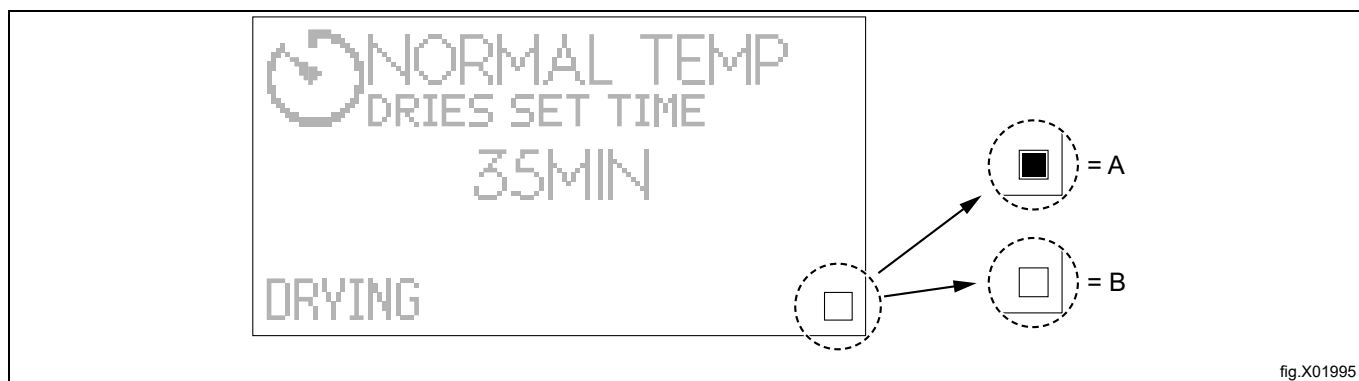 NORMAL TEMP
DRIES SET TIME
35MIN
DRYING
= A
= B
fig.X01995